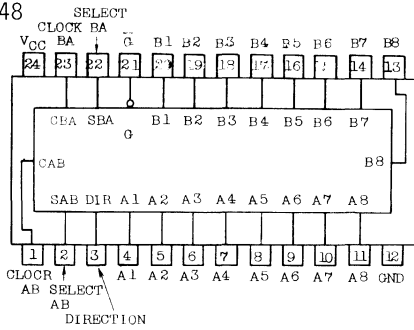 48
SELECT
CLOCK BA
VCC BA G B1 B2 B3 B4 B5 B6 B7 B8
24 23 22 21 20 19 18 17 16 14 13
CBA SBA G B1 B2 B3 B4 B5 B6 B7
CAB B8
SAB DIR A1 A2 A3 A4 A5 A6 A7 A8
1 2 3 4 5 6 7 8 9 10 11 12
CLOCR SELECT A1 A2 A3 A4 A5 A6 A7 A8 GND
AB AB
DIRECTION